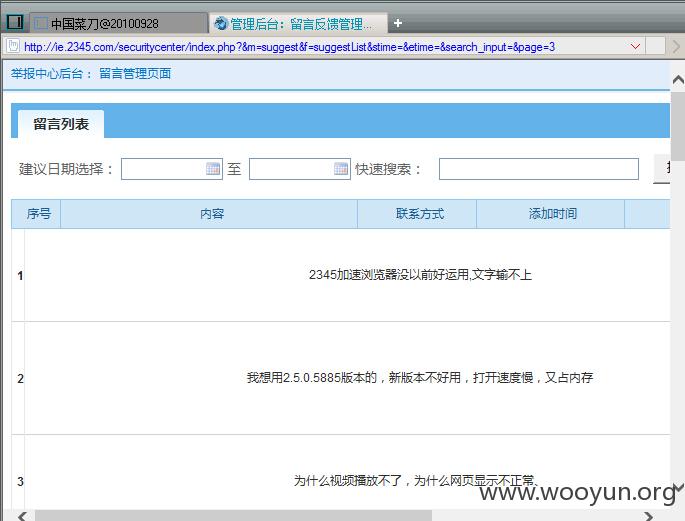 中国菜刀@20100928
管理后台：留言反馈管理...
http://ie.2345.com/securitycenter/index.php?&m=suggest&f=suggestList&stime=&etime=&search_input=&page=3
举报中心后台： 留言管理页面
留言列表
建议日期选择： 至 快速搜索：
序号 内容 联系方式 添加时间
1 2345加速浏览器没以前好运用,文字输不上
2 我想用2.5.0.5885版本的，新版本不好用，打开速度慢，又占内存
3 为什么视频播放不了，为什么网页显示不正常、
www.wooyun.org